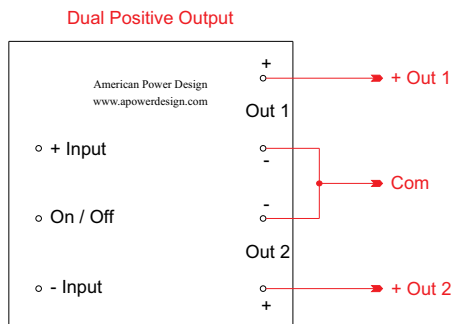 Dual Positive Output
American Power Design
www.apowerdesign.com
+
+ Out 1
Out 1
+ Input
-
Com
-
On / Off
Out 2
- Input
+ Out 2
+